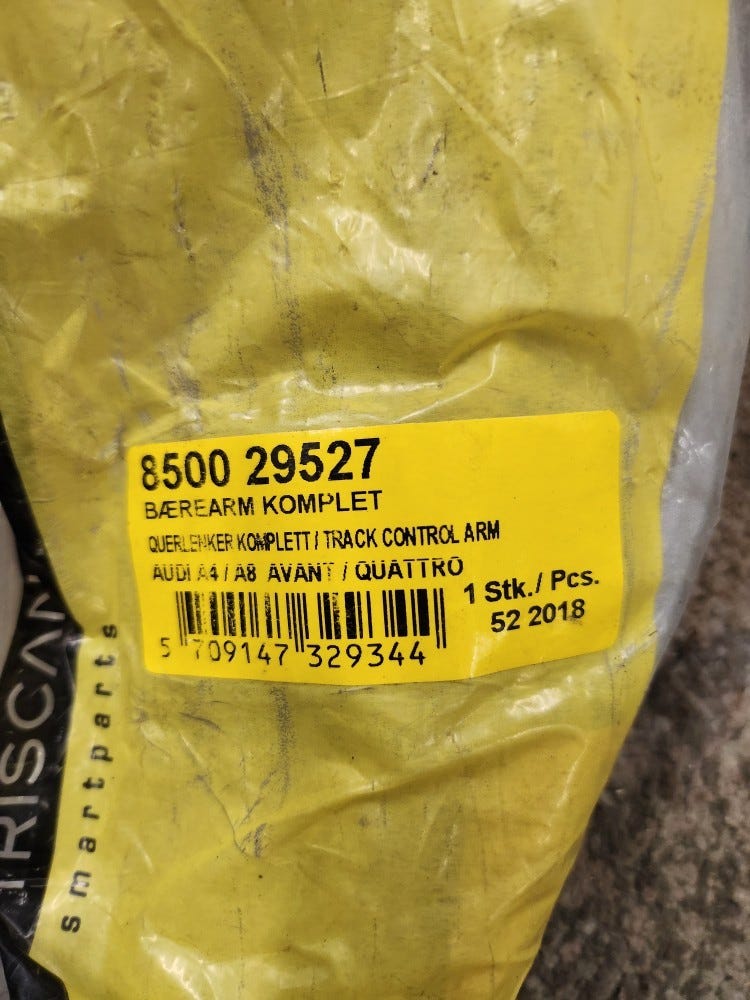 8500 29527
BÆREARM KOMPLET
QUERLENKER KOMPLETT / TRACK CONTROL ARM
AUDI A4 / A8 AVANT / QUATTRO
1 Stk./ Pcs.
52 2018
5 709147 329344
RISCAN
smartparts